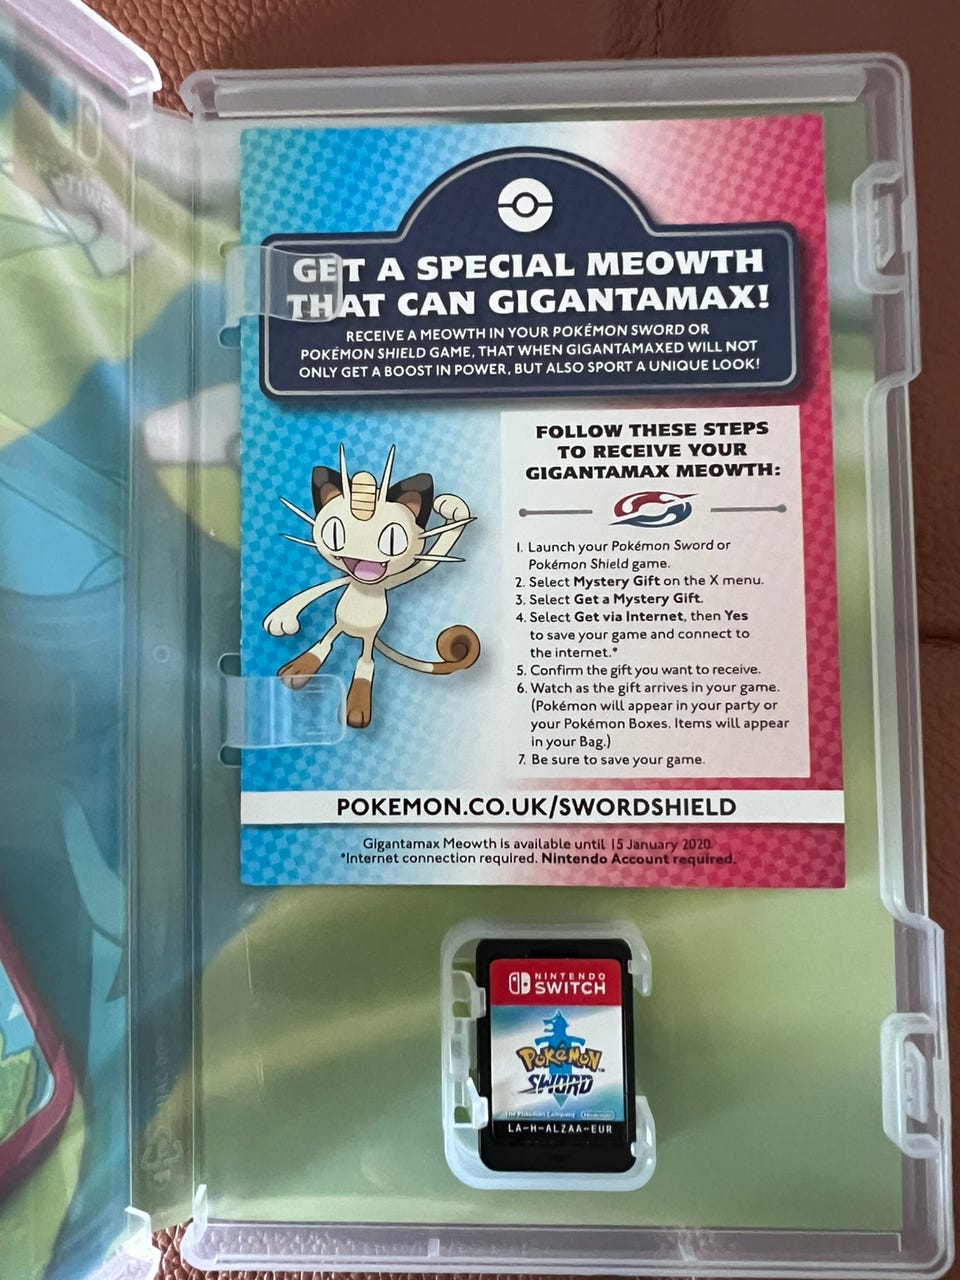 GET A SPECIAL MEOWTH
THAT CAN GIGANTAMAX!
RECEIVE A MEOWTH IN YOUR POKÉMON SWORD OR
POKÉMON SHIELD GAME, THAT WHEN GIGANTAMAXED WILL NOT
ONLY GET A BOOST IN POWER, BUT ALSO SPORT A UNIQUE LOOK!
FOLLOW THESE STEPS
TO RECEIVE YOUR
GIGANTAMAX MEOWTH:
1. Launch your Pokémon Sword or
Pokémon Shield game.
2. Select Mystery Gift on the X menu.
3. Select Get a Mystery Gift.
4. Select Get via Internet, then Yes
to save your game and connect to
the internet.*
5. Confirm the gift you want to receive.
6. Watch as the gift arrives in your game.
(Pokémon will appear in your party or
your Pokémon Boxes. Items will appear
in your Bag.)
7. Be sure to save your game.
POKEMON.CO.UK/SWORDSHIELD
Gigantamax Meowth is available until 15 January 2020.
*Internet connection required. Nintendo Account required.
NINTENDO
SWITCH
POKéMON™
SWORD
The Pokémon Company Nintendo
LA-H-ALZAA-EUR